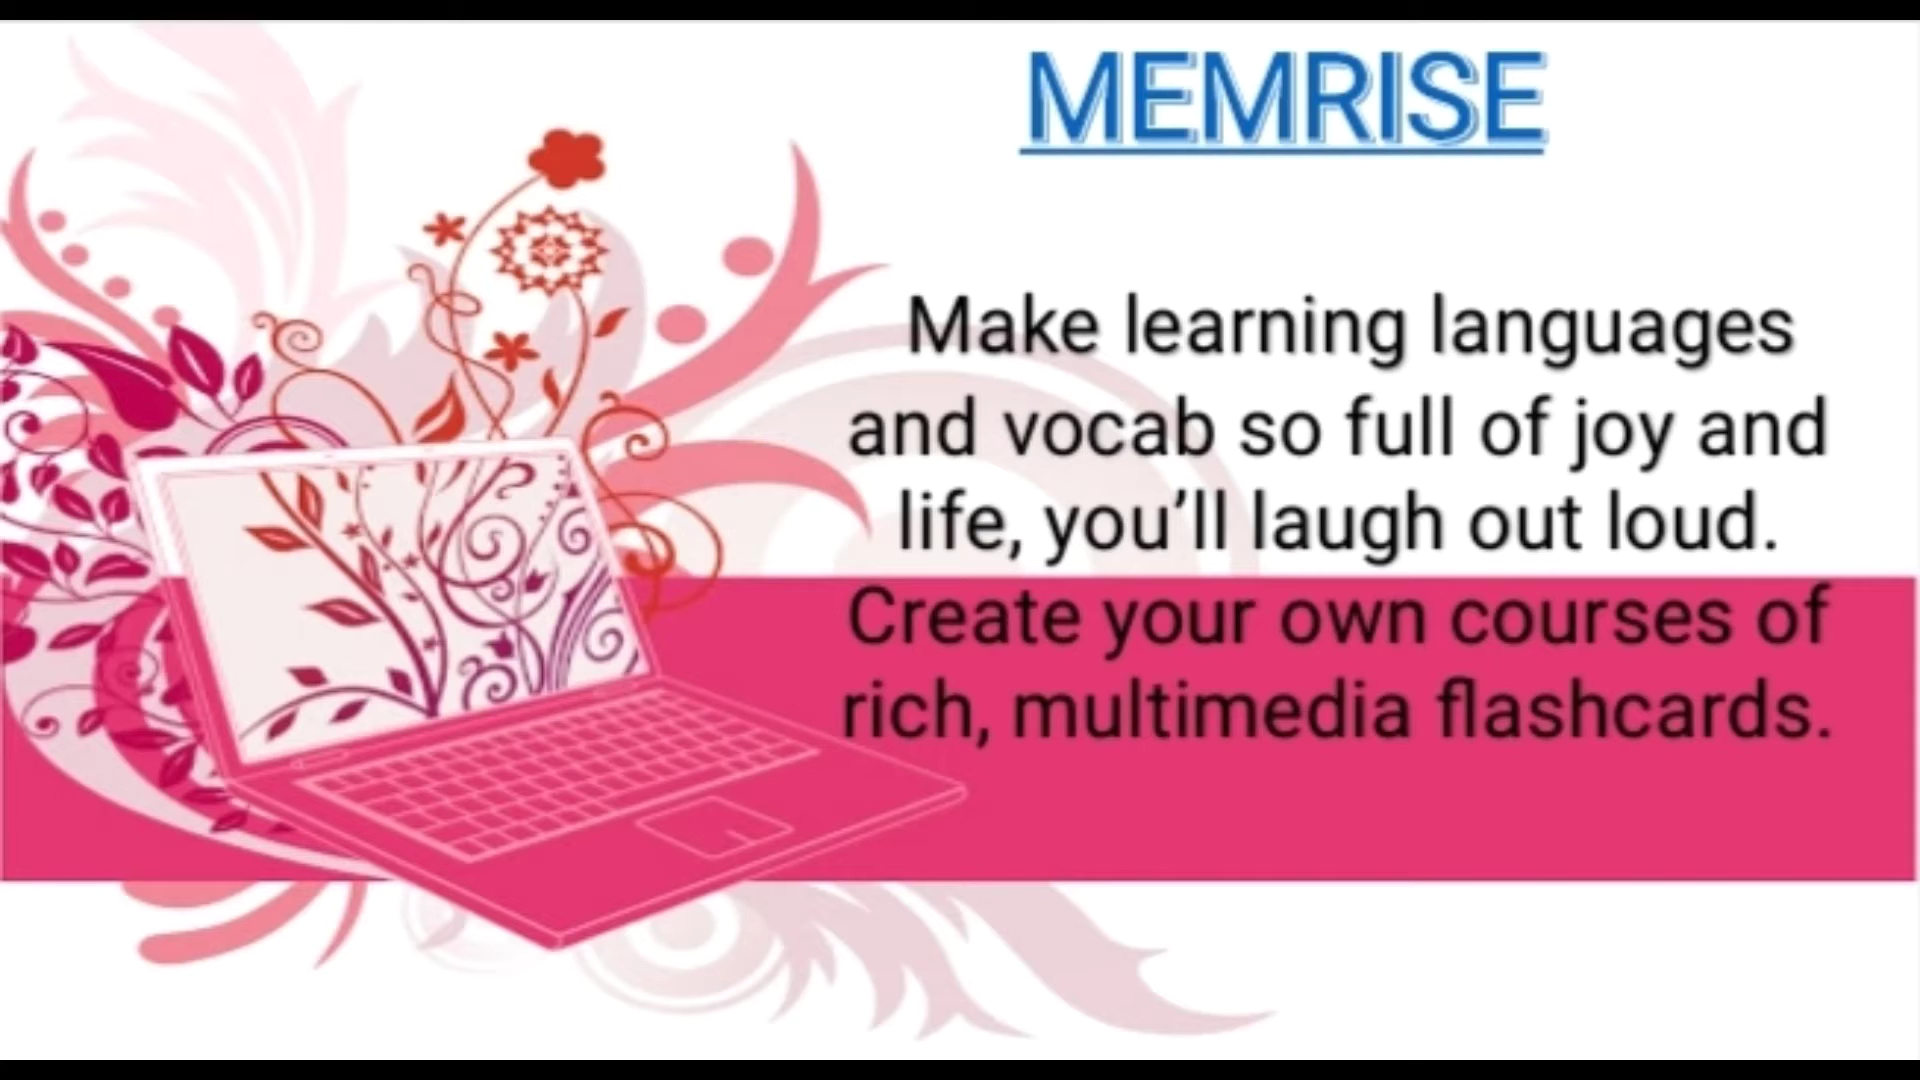 MEMRISE
Make learning languages
and vocab so full of joy and
life, you’ll laugh out loud.
Create your own courses of
rich, multimedia flashcards.